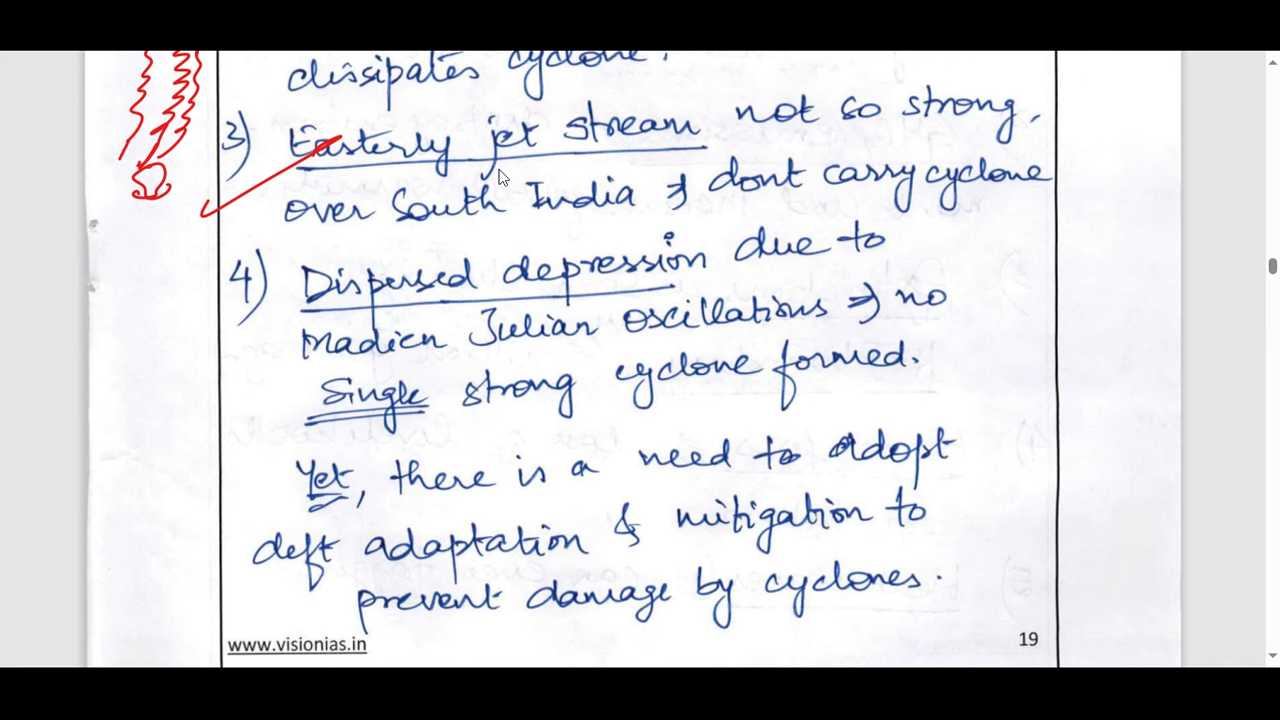 dissipates cyclone.
3) Easterly jet stream not so strong.
over South India & dont carry cyclone
4) Dispersed depression due to
Madien Julian oscillations → no
single strong cyclone formed.
Yet, there is a need to adopt
deft adaptation & mitigation to
prevent damage by cyclones.
www.visionias.in 19